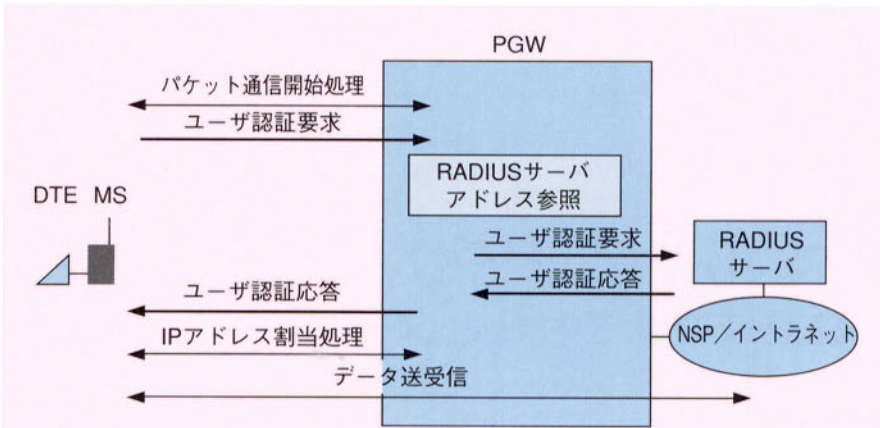 PGW
パケット通信開始処理
ユーザ認証要求
RADIUSサーバ
アドレス参照
DTE MS
ユーザ認証要求
RADIUS
サーバ
ユーザ認証応答
ユーザ認証応答
NSP／イントラネット
IPアドレス割当処理
データ送受信